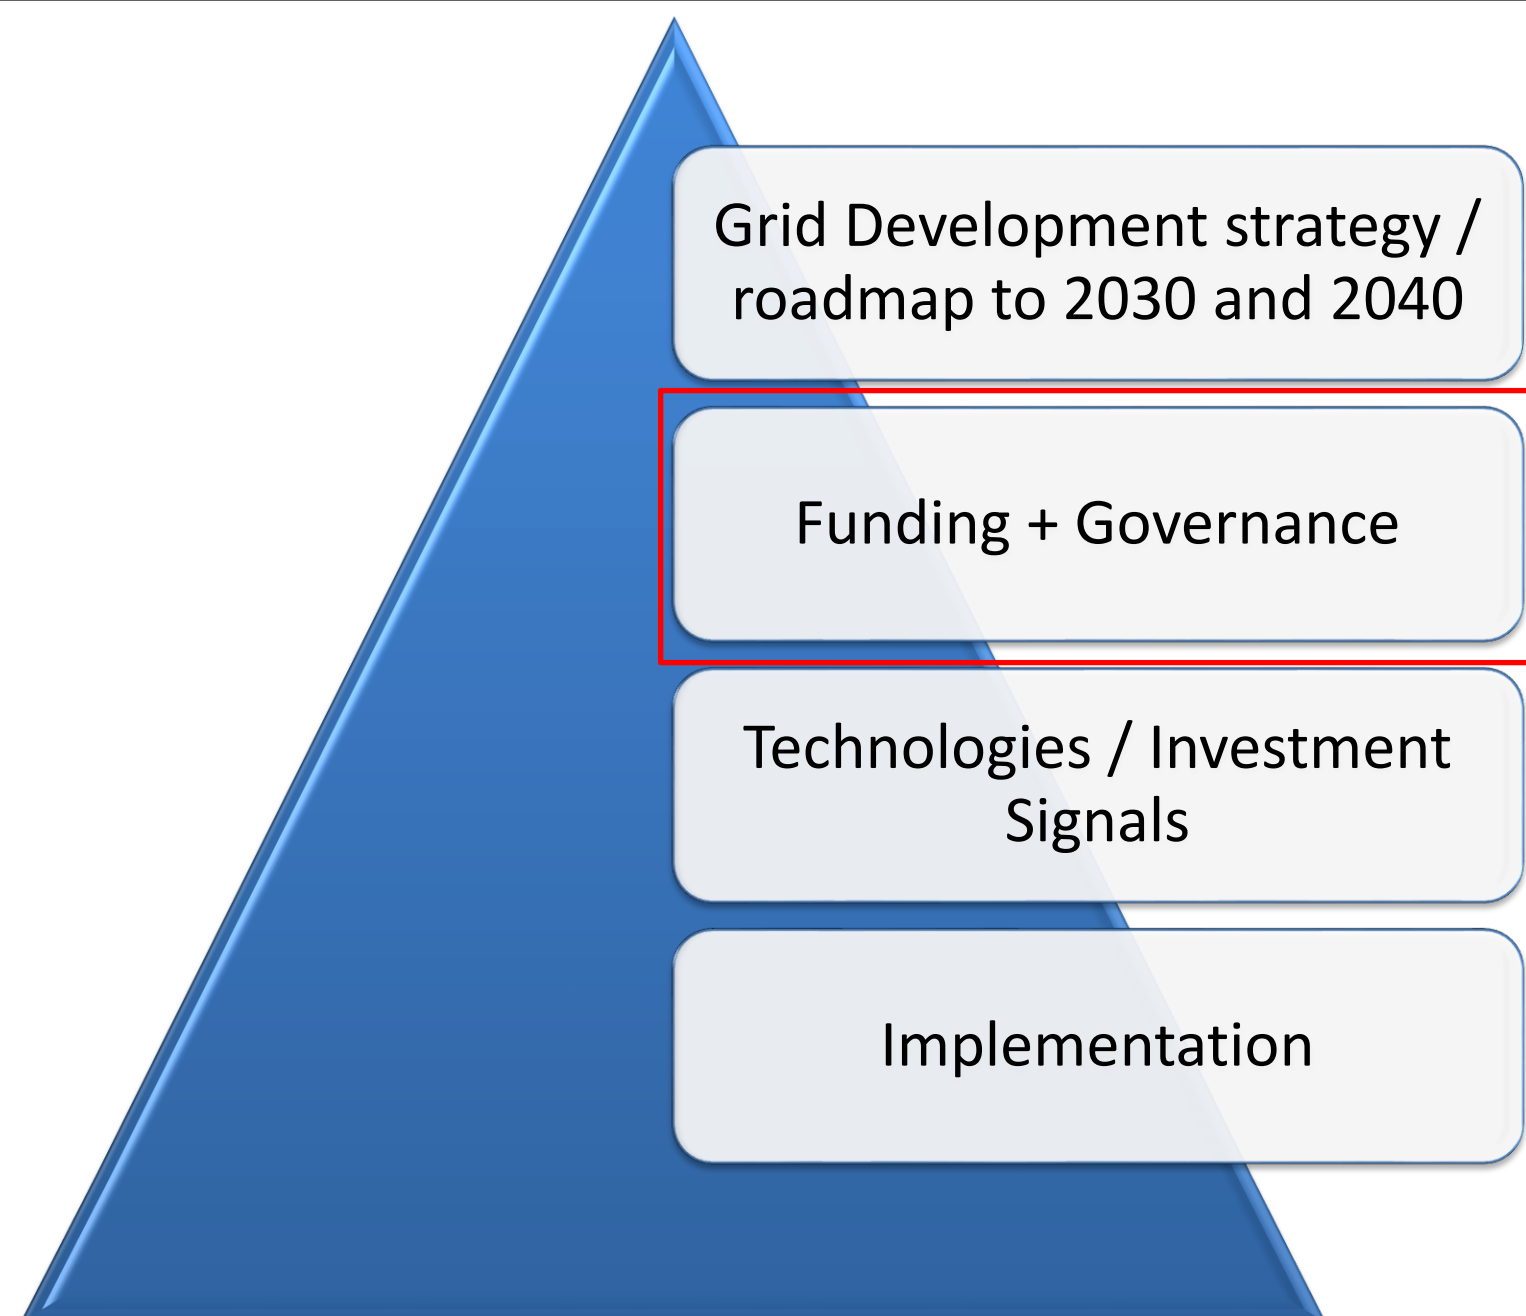 Grid Development strategy /
roadmap to 2030 and 2040
Funding + Governance
Technologies / Investment
Signals
Implementation